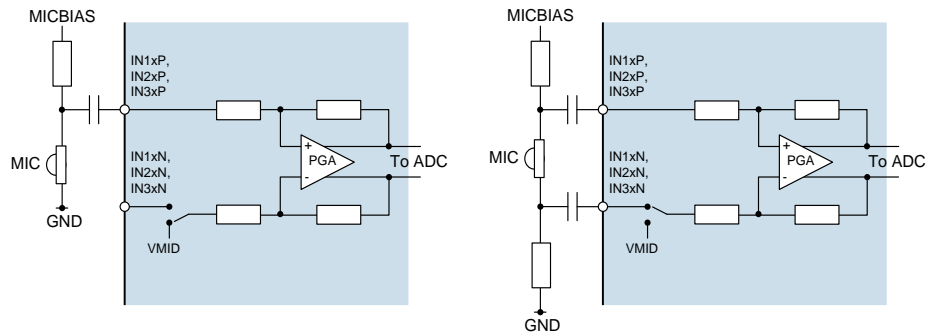 MICBIAS
IN1xP,
IN2xP,
IN3xP
+
PGA
-
To ADC
MIC
IN1xN,
IN2xN,
IN3xN
GND
VMID
MICBIAS
IN1xP,
IN2xP,
IN3xP
+
PGA
-
To ADC
MIC
IN1xN,
IN2xN,
IN3xN
VMID
GND